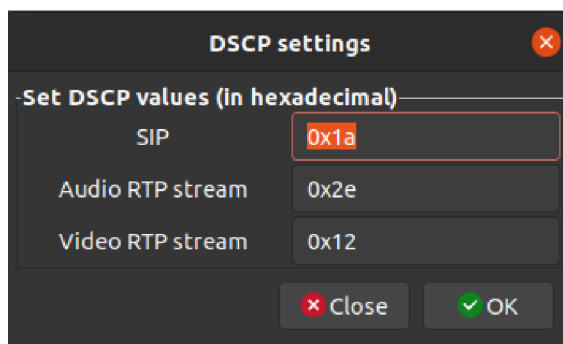 DSCP settings
Set DSCP values (in hexadecimal)
SIP 0x1a
Audio RTP stream 0x2e
Video RTP stream 0x12
Close OK